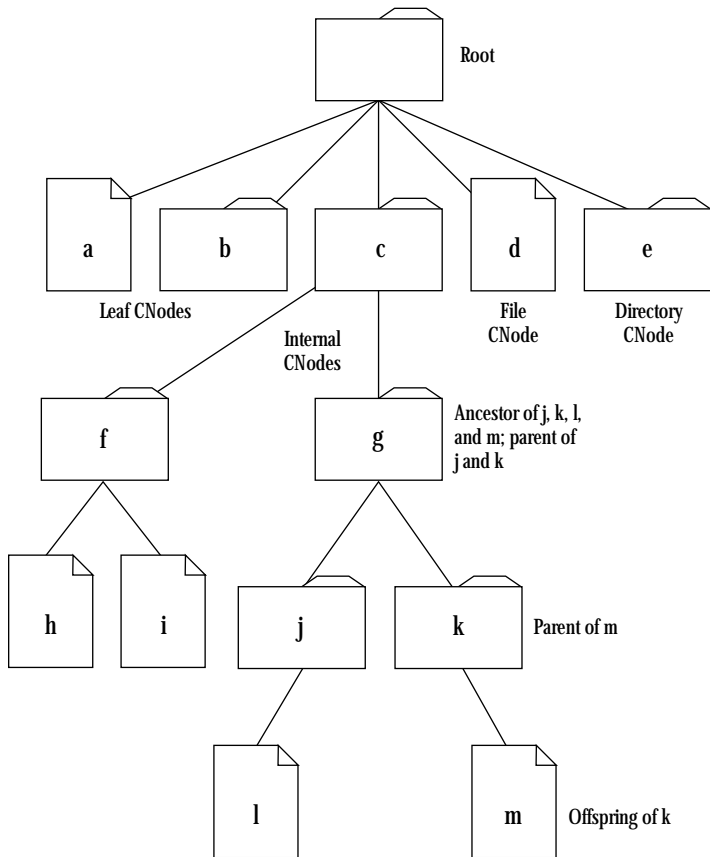 Root
a
b
c
d
e
Leaf CNodes
File
CNode
Directory
CNode
Internal
CNodes
f
g
Ancestor of j, k, l,
and m; parent of
j and k
h
i
j
k
Parent of m
l
m
Offspring of k